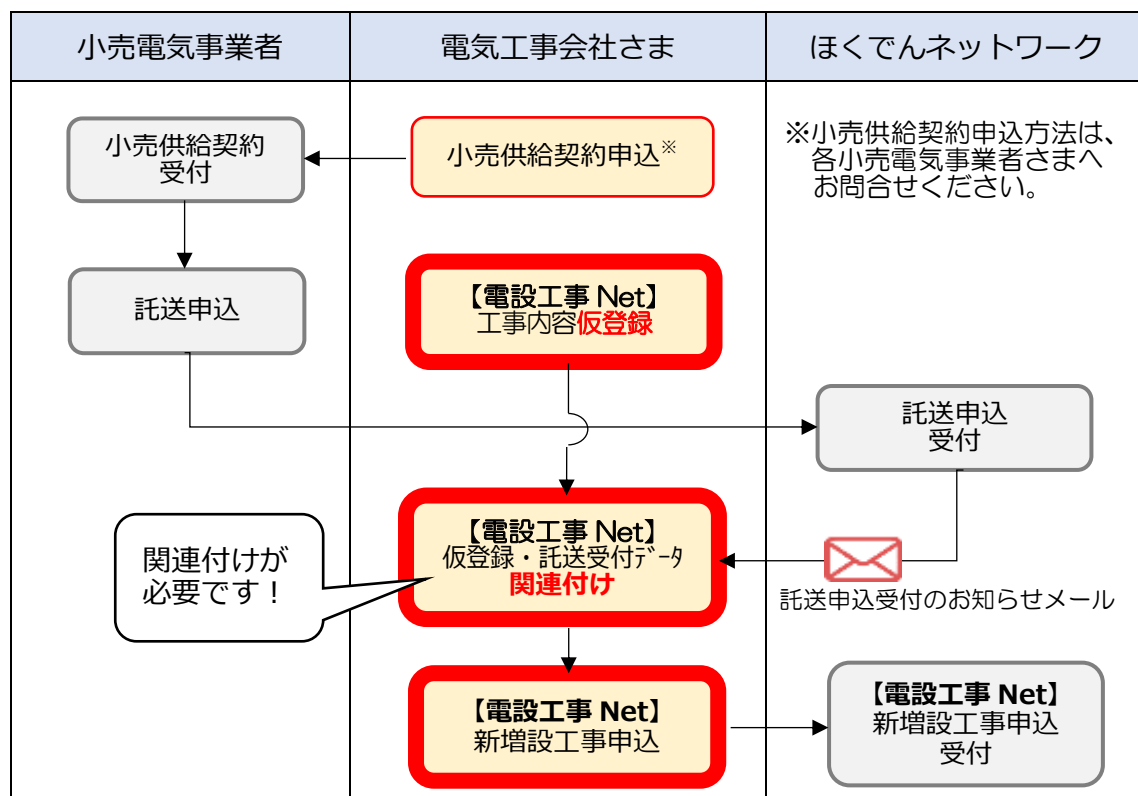 小売電気事業者
電気工事会社さま
ほくでんネットワーク
小売供給契約
受付
小売供給契約申込※
※小売供給契約申込方法は、
各小売電気事業者さまへ
お問合せください。
託送申込
【電設工事 Net】
工事内容仮登録
託送申込
受付
関連付けが
必要です！
【電設工事 Net】
仮登録・託送受付ﾃﾞｰﾀ
関連付け
託送申込受付のお知らせメール
【電設工事 Net】
新増設工事申込
【電設工事 Net】
新増設工事申込
受付